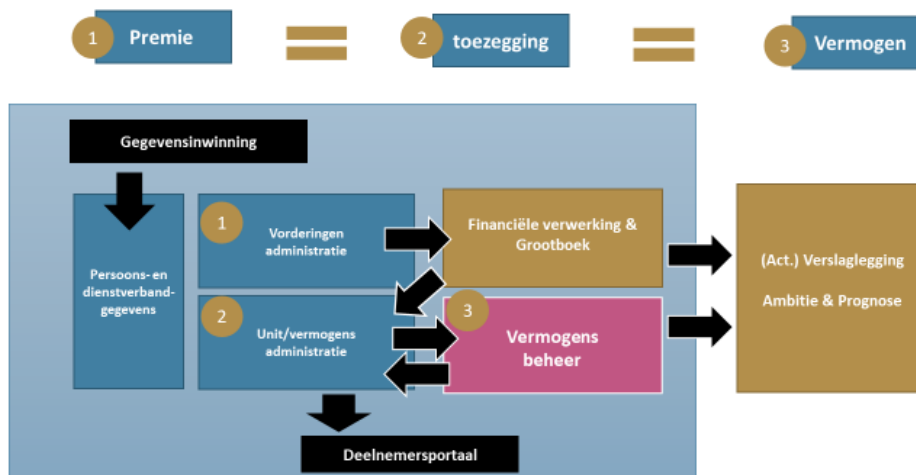 1 Premie = 2 toezegging = 3 Vermogen
Gegevensinwinning
Persoons- en
dienstverband-
gegevens
1
Vorderingen
administratie
Financiële verwerking &
Grootboek
2
Unit/vermogens
administratie
3
Vermogens
beheer
(Act.) Verslaglegging
Ambitie & Prognose
Deelnemersportaal